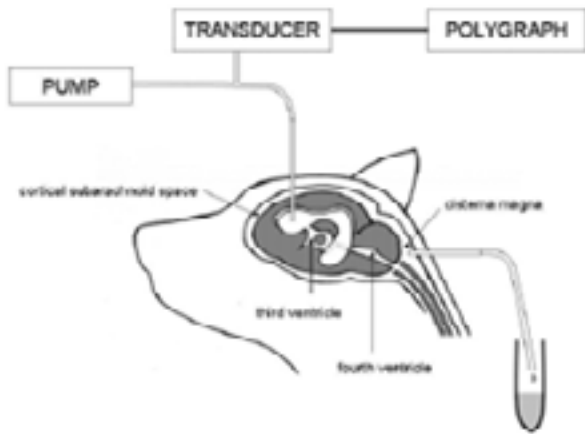 TRANSDUCER
POLYGRAPH
PUMP
cortical subarachnoid space
cisterna magna
third ventricle
fourth ventricle